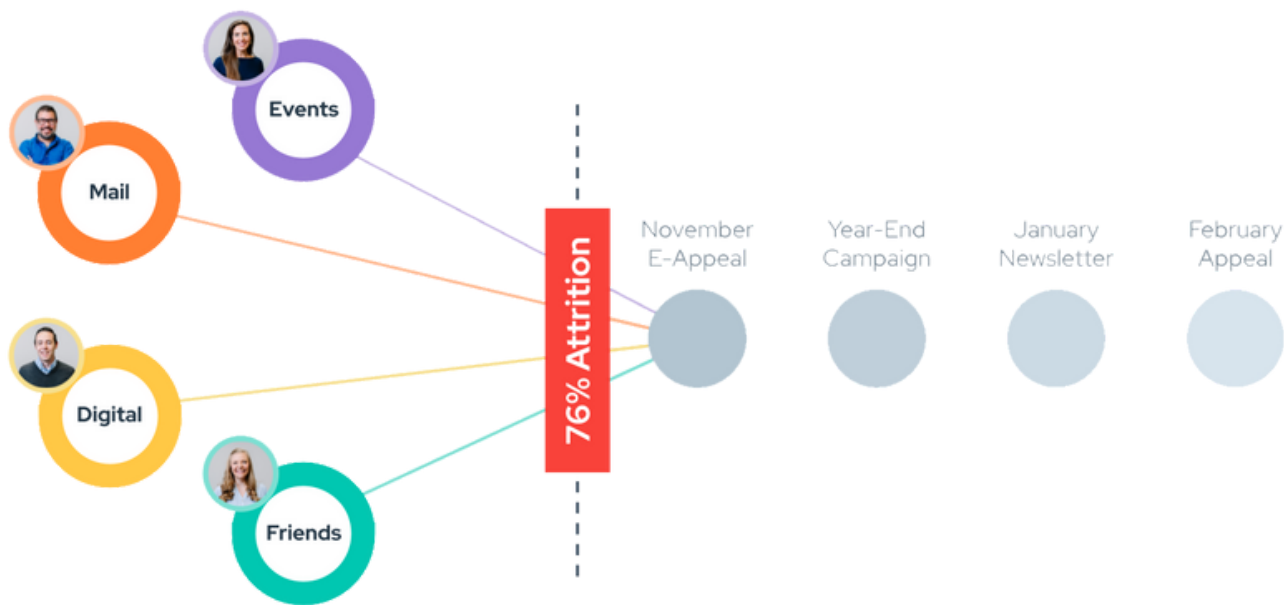 Events
Mail
Digital
Friends
76% Attrition
November
E-Appeal
Year-End
Campaign
January
Newsletter
February
Appeal